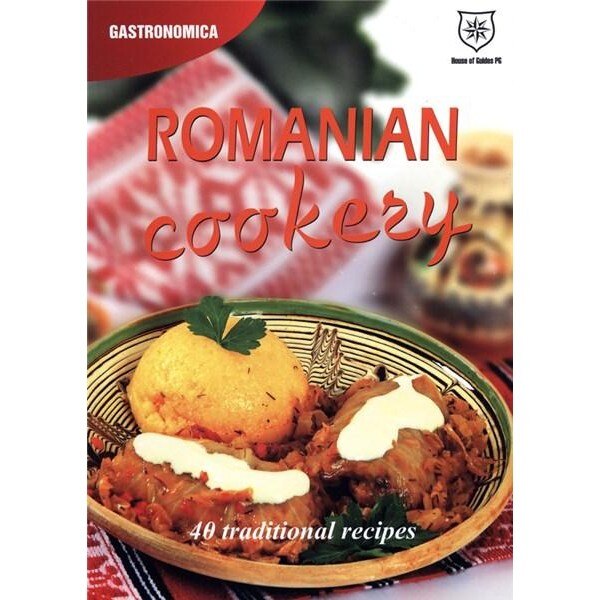 GASTRONOMICA
House of Guides PG
ROMANIAN
cookery
40 traditional recipes